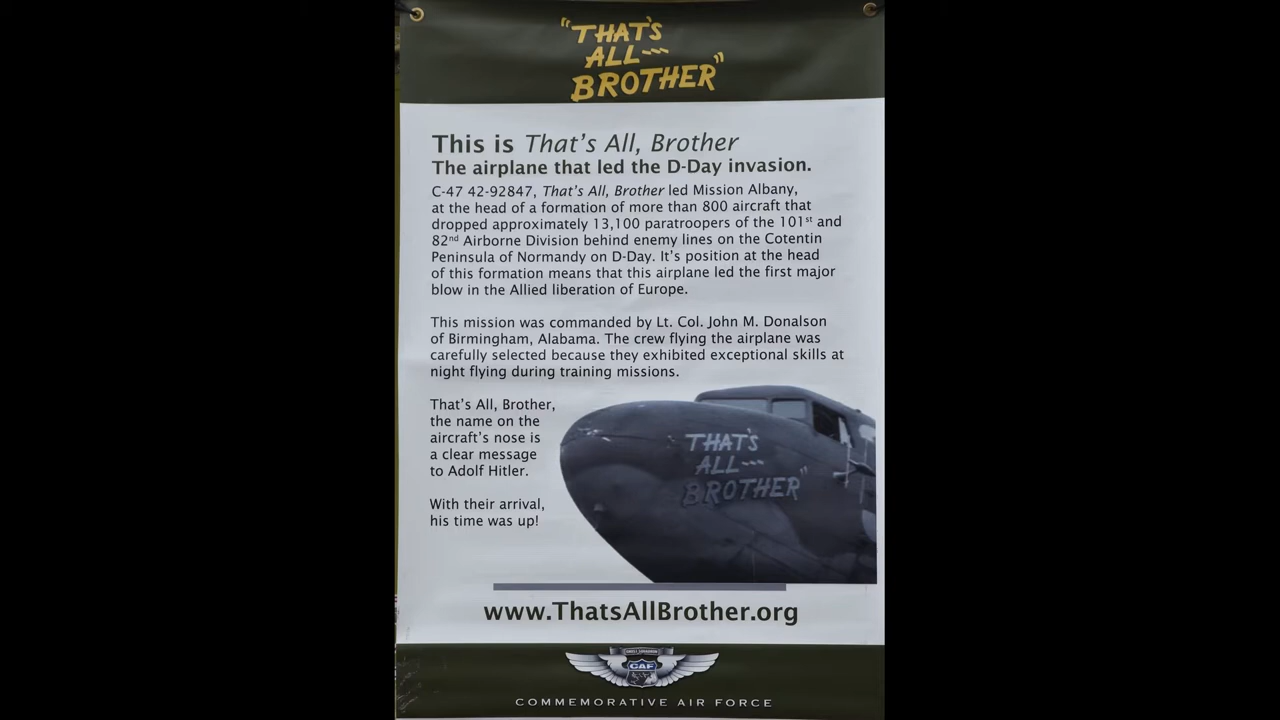 "THAT'S
ALL---
BROTHER"
This is That's All, Brother
The airplane that led the D-Day invasion.
C-47 42-92847, That's All, Brother led Mission Albany,
at the head of a formation of more than 800 aircraft that
dropped approximately 13,100 paratroopers of the 101st and
82nd Airborne Division behind enemy lines on the Cotentin
Peninsula of Normandy on D-Day. It's position at the head
of this formation means that this airplane led the first major
blow in the Allied liberation of Europe.
This mission was commanded by Lt. Col. John M. Donalson
of Birmingham, Alabama. The crew flying the airplane was
carefully selected because they exhibited exceptional skills at
night flying during training missions.
That's All, Brother,
the name on the
aircraft's nose is
a clear message
to Adolf Hitler.
With their arrival,
his time was up!
THAT'S
ALL---
BROTHER"
www.ThatsAllBrother.org
CAF
COMMEMORATIVE AIR FORCE